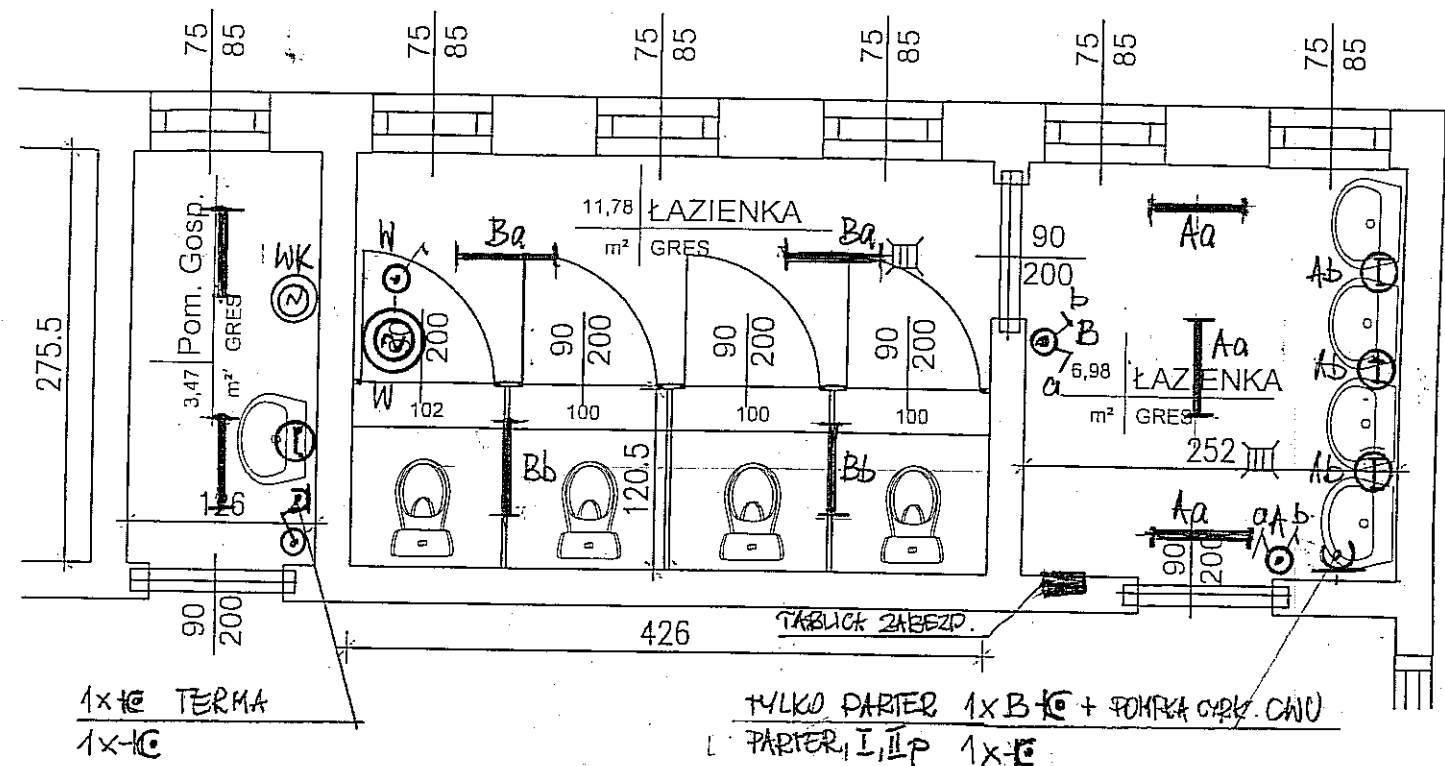 75
85
75
85
75
85
75
85
75
85
75
85
275.5
3,47
m²
Pom. Gosp.
GRES
WK
116
90
200
W
W
90
200
102
Ba
11,78
m²
ŁAZIENKA
GRES
Ba
90
200
100
90
200
100
90
200
100
Bb
120.5
Bb
90
200
b
B
a
6,98
m²
ŁAZIENKA
GRES
Aa
Aa
Ab
Ab
Ab
252
Aa
a A b
90
200
426
TABLICA ZABEZP.
1x TERMA
1x
TYLKO PARTER 1x B + POMPKA CYRK. CWU
PARTER, I, II p 1x